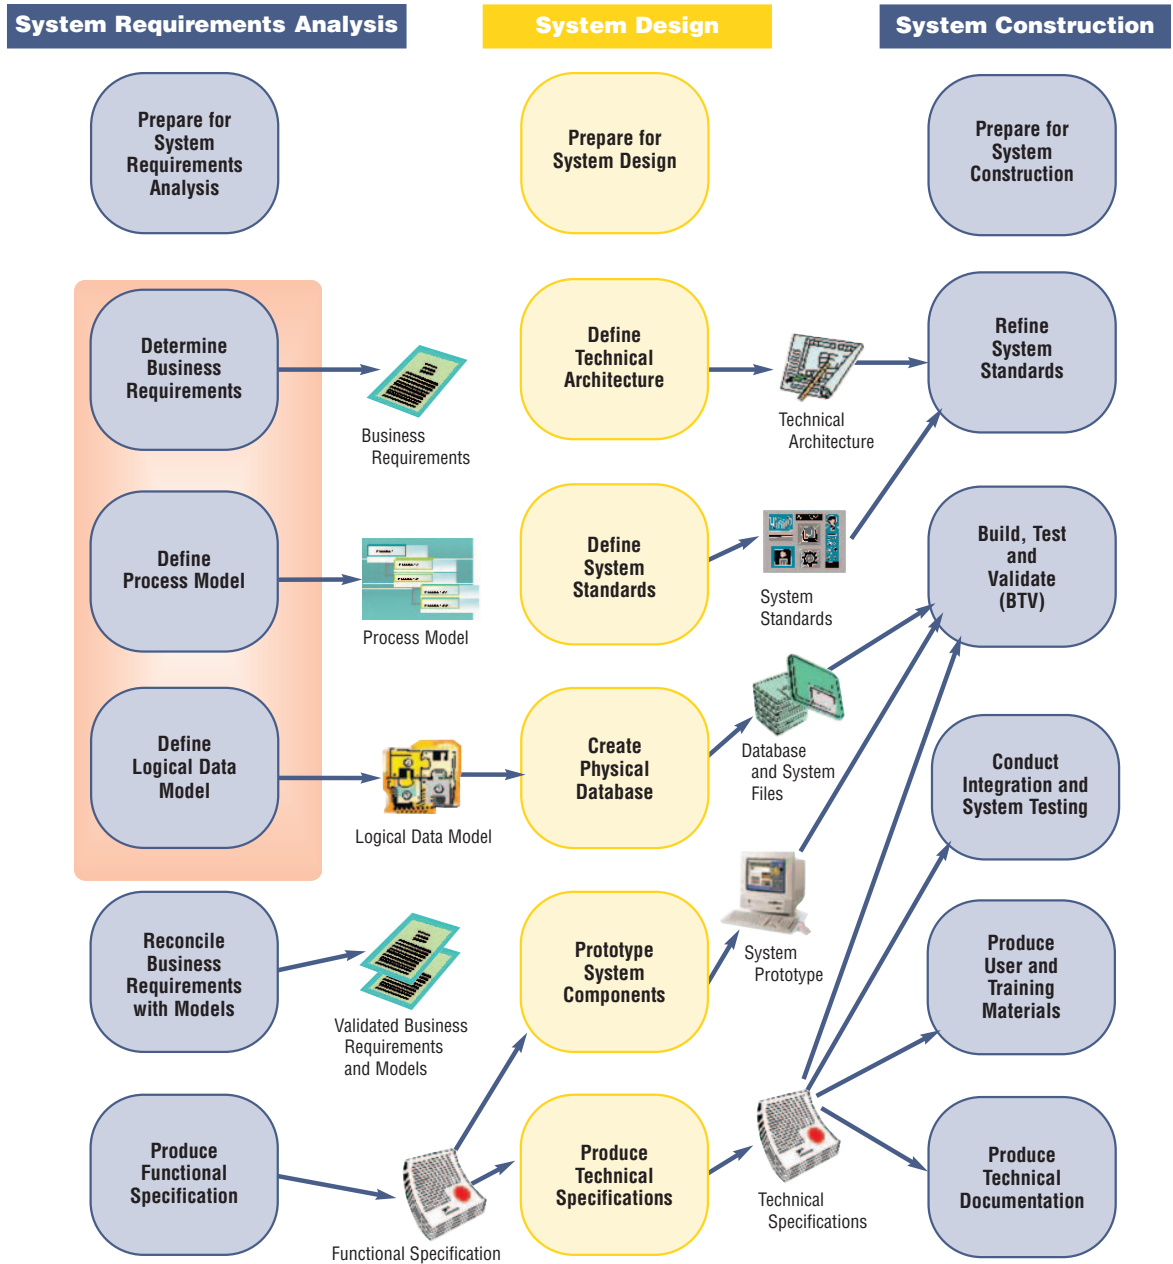 System Requirements Analysis
System Design
System Construction
Prepare for
System
Requirements
Analysis
Prepare for
System Design
Prepare for
System
Construction
Determine
Business
Requirements
Business
Requirements
Define
Technical
Architecture
Technical
Architecture
Refine
System
Standards
Define
Process Model
Process Model
Define
System
Standards
System
Standards
Build, Test
and
Validate
(BTV)
Define
Logical Data
Model
Logical Data Model
Create
Physical
Database
Database
and System
Files
Conduct
Integration and
System Testing
Reconcile
Business
Requirements
with Models
Validated Business
Requirements
and Models
Prototype
System
Components
System
Prototype
Produce
User and
Training
Materials
Produce
Functional
Specification
Functional Specification
Produce
Technical
Specifications
Technical
Specifications
Produce
Technical
Documentation